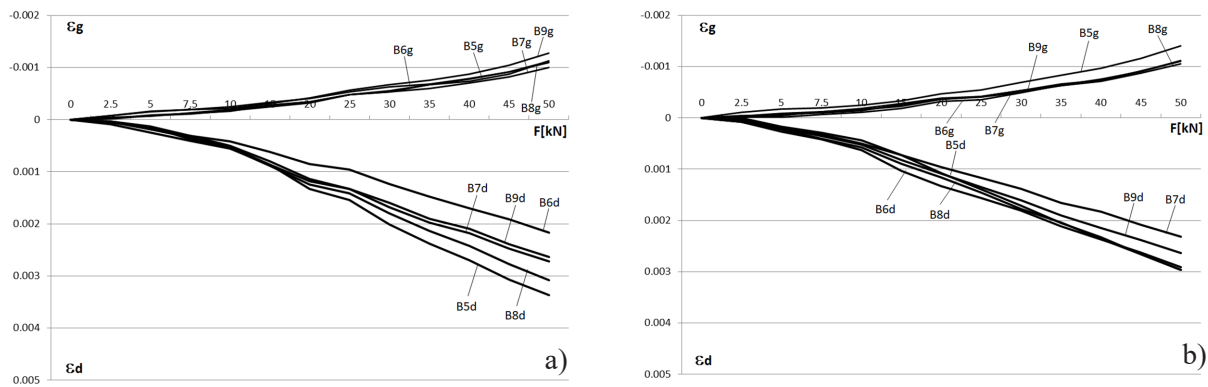 -0.002
εg
B9g
B7g
B5g
B6g
-0.001
B8g
0 2.5 5 7.5 10 15 20 25 30 35 40 45 50
0
F[kN]
0.001
B7d
B9d
B6d
0.002
0.003
B5d
B8d
0.004
εd
a)
0.005
-0.002
εg
B8g
B5g
B9g
-0.001
0 2.5 5 7.5 10 15 20 25 30 35 40 45 50
0
B6g
B7g
F[kN]
B5d
0.001
B6d
B8d
B9d
B7d
0.002
0.003
0.004
εd
b)
0.005